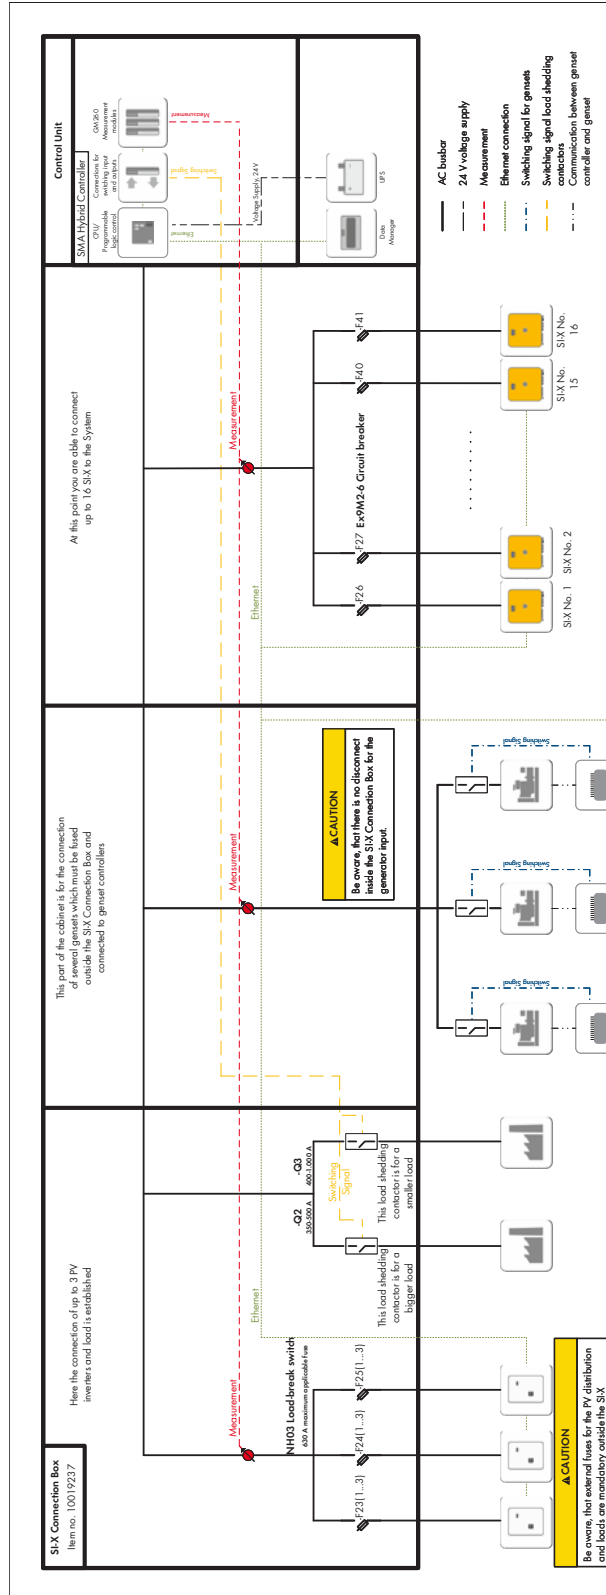 SI-X Connection Box
Item no. 10019237
Here the connection of up to 3 PV
inverters and load is established
This part of the cabinet is for the connection
of several gensets which must be fused
outside the SI-X Connection Box and
connected to genset controllers
At this point you are able to connect
up to 16 SI-X to the System
Control Unit
SMA Hybrid Controller
CPU/
Programmable
logic control
Connections for
switching input
and outputs
GM260
Measurement
modules
Ethernet
Switching Signal
Measurement
Voltage Supply, 24 V
Data
Manager
UPS
Measurement
Measurement
Measurement
Ethernet
Ethernet
NH03 Load-break switch
630 A maximum applicable fuse
-F23(1...3)
-F24(1...3)
-F25(1...3)
-Q2
350-500 A
-Q3
400-1.000 A
Switching
Signal
This load shedding
contactor is for a
bigger load
This load shedding
contactor is for a
smaller load
CAUTION
Be aware, that there is no disconnect
inside the SI-X Connection Box for the
generator input.
-F26
-F27
Ex9M2-6 Circuit breaker
-F40
-F41
Switching Signal
Switching Signal
Switching Signal
SI-X No. 1
SI-X No. 2
SI-X No.
15
SI-X No.
16
CAUTION
Be aware, that external fuses for the PV distribution
and loads are mandatory outside the SI-X
AC busbar
24 V voltage supply
Measurement
Ethernet connection
Switching signal for gensets
Switching signal load shedding
contactors
Communication between genset
controller and genset